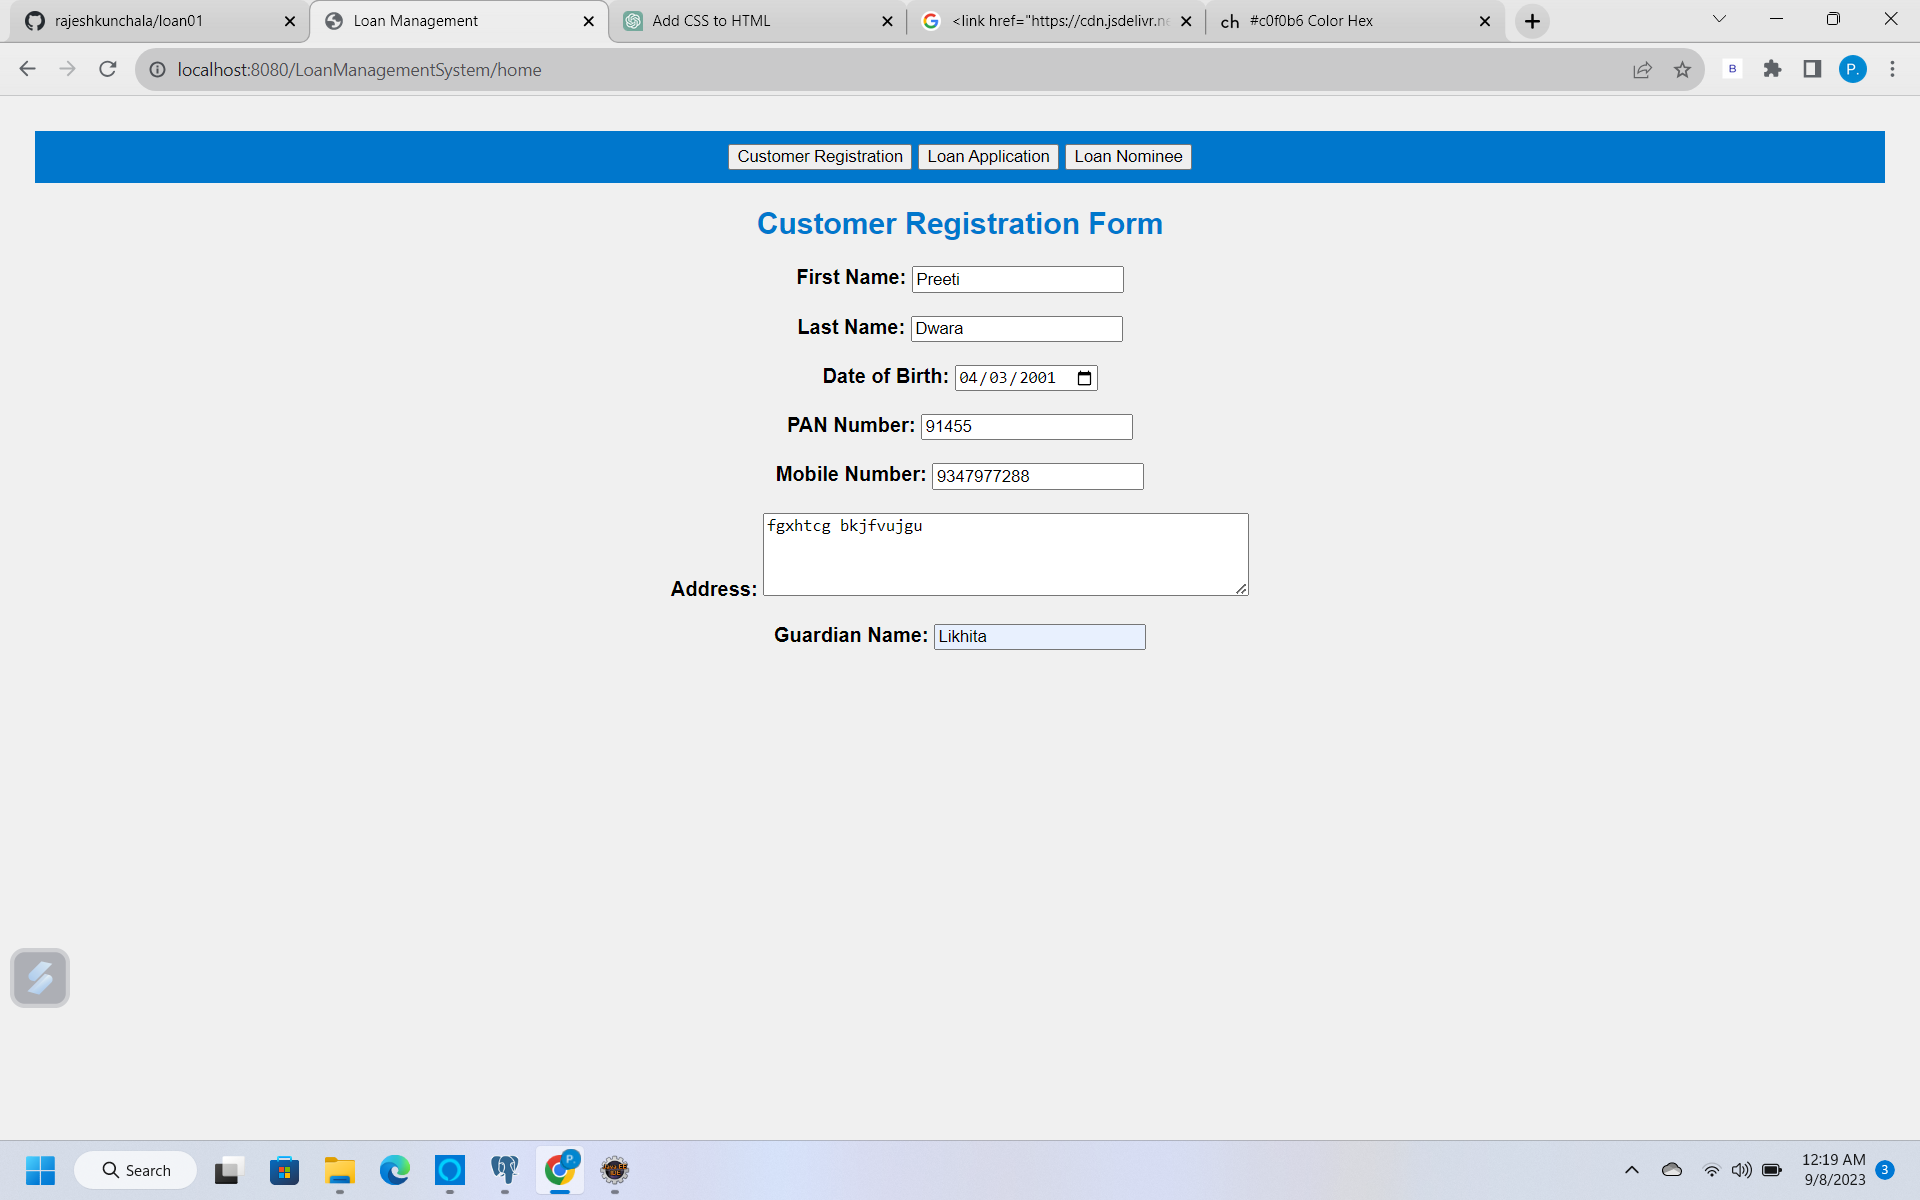 rajeshkunchala/loan01
Loan Management
Add CSS to HTML
<link href="https://cdn.jsdelivr.ne
ch #c0f0b6 Color Hex
localhost:8080/LoanManagementSystem/home
B
P.
Customer Registration Loan Application Loan Nominee
Customer Registration Form
First Name: Preeti
Last Name: Dwara
Date of Birth: 04/03/2001
PAN Number: 91455
Mobile Number: 9347977288
fgxhtcg bkjfvujgu
Address:
Guardian Name: Likhita
Search
P.
12:19 AM
9/8/2023
3